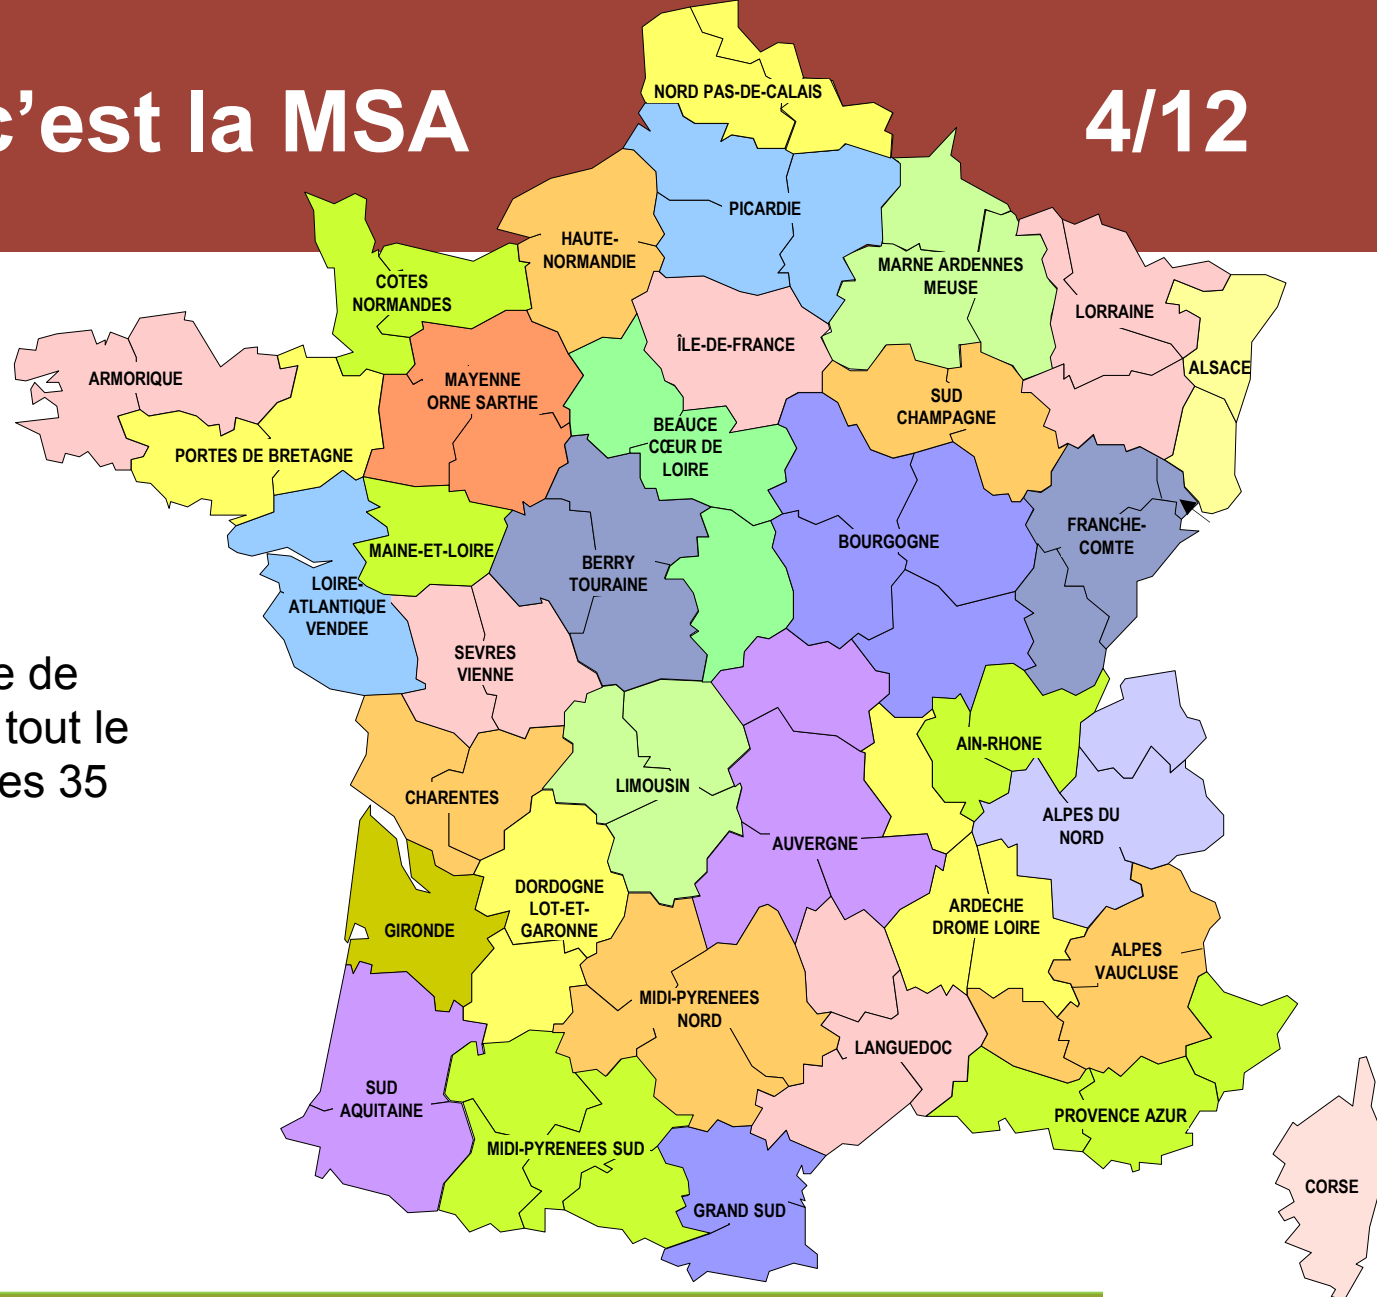 c'est la MSA
4/12
NORD PAS-DE-CALAIS
PICARDIE
HAUTE-
NORMANDIE
COTES
NORMANDES
MARNE ARDENNES
MEUSE
LORRAINE
ÎLE-DE-FRANCE
ALSACE
ARMORIQUE
MAYENNE
ORNE SARTHE
SUD
CHAMPAGNE
BEAUCE
CŒUR DE
LOIRE
PORTES DE BRETAGNE
FRANCHE-
COMTE
BOURGOGNE
MAINE-ET-LOIRE
BERRY
TOURAINE
LOIRE-
ATLANTIQUE
VENDEE
SEVRES
VIENNE
e de
tout le
es 35
AIN-RHONE
LIMOUSIN
CHARENTES
ALPES DU
NORD
AUVERGNE
DORDOGNE
LOT-ET-
GARONNE
ARDECHE
DROME LOIRE
GIRONDE
ALPES
VAUCLUSE
MIDI-PYRENEES
NORD
LANGUEDOC
SUD
AQUITAINE
PROVENCE AZUR
MIDI-PYRENEES SUD
CORSE
GRAND SUD